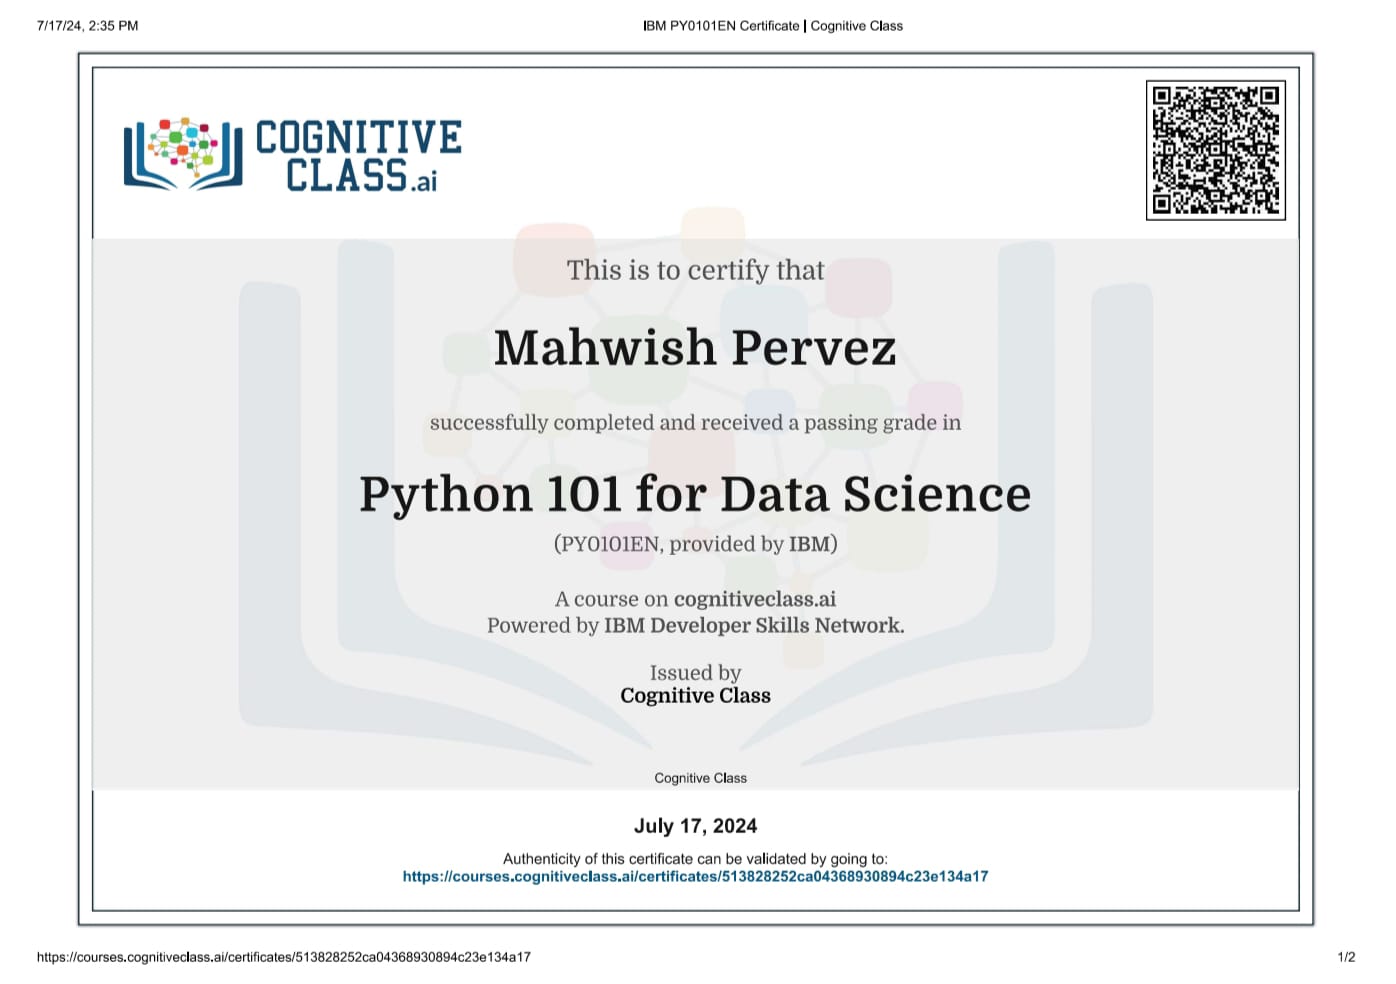 7/17/24, 2:35 PM
IBM PY0101EN Certificate | Cognitive Class
COGNITIVE
CLASS.ai
This is to certify that
Mahwish Pervez
successfully completed and received a passing grade in
Python 101 for Data Science
(PY0101EN, provided by IBM)
A course on cognitiveclass.ai
Powered by IBM Developer Skills Network.
Issued by
Cognitive Class
Cognitive Class
July 17, 2024
Authenticity of this certificate can be validated by going to:
https://courses.cognitiveclass.ai/certificates/513828252ca04368930894c23e134a17
https://courses.cognitiveclass.ai/certificates/513828252ca04368930894c23e134a17
1/2